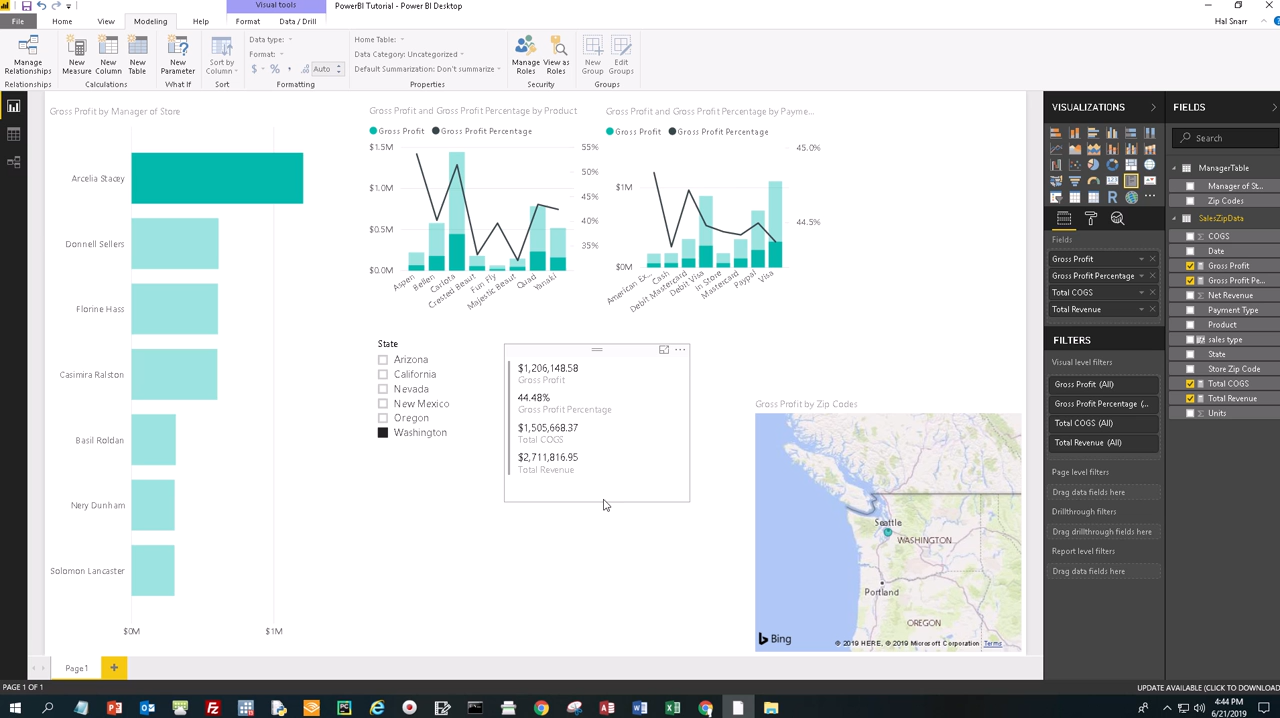 Visual tools
PowerBI Tutorial - Power BI Desktop
File
Home
View
Modeling
Help
Format
Data / Drill
Hal Snarr
Manage
Relationships
New
Measure
New
Column
New
Table
New
Parameter
Sort by
Column
Data type:
Format:
$ % Auto
Home Table:
Data Category: Uncategorized
Default Summarization: Don't summarize
Manage
Roles
View as
Roles
New
Group
Edit
Groups
Relationships
Calculations
What If
Sort
Formatting
Properties
Security
Groups
Gross Profit by Manager of Store
Arcelia Stacey
Donnell Sellers
Florine Hass
Casimira Ralston
Basil Roldan
Nery Dunham
Solomon Lancaster
$0M
$1M
Gross Profit and Gross Profit Percentage by Product
Gross Profit
Gross Profit Percentage
$1.5M
$1.0M
$0.5M
$0.0M
55%
50%
45%
40%
35%
Aspen
Bellen
Carlota
Crested Beaut
Fun Fl
Majestic Beaut
Quad
Yanaki
Gross Profit and Gross Profit Percentage by Payme...
Gross Profit
Gross Profit Percentage
$1M
$0M
45.0%
44.5%
American Ex...
Cash
Debit Mastercard
Debit Visa
In Store
Mastercard
Paypal
Visa
State
Arizona
California
Nevada
New Mexico
Oregon
Washington
$1,206,148.58
Gross Profit
44.48%
Gross Profit Percentage
$1,505,668.37
Total COGS
$2,711,816.95
Total Revenue
Gross Profit by Zip Codes
Seattle
WASHINGTON
Portland
OREGON
Bing
© 2019 HERE, © 2019 Microsoft Corporation Terms
VISUALIZATIONS
Fields
Gross Profit
Gross Profit Percentage
Total COGS
Total Revenue
FILTERS
Visual level filters
Gross Profit (All)
Gross Profit Percentage (...
Total COGS (All)
Total Revenue (All)
Page level filters
Drag data fields here
Drillthrough filters
Drag drillthrough fields here
Report level filters
Drag data fields here
FIELDS
Search
ManagerTable
Manager of St...
Zip Codes
SalesZipData
COGS
Date
Gross Profit
Gross Profit Pe...
Net Revenue
Payment Type
Product
sales type
State
Store Zip Code
Total COGS
Total Revenue
Units
Page1
PAGE 1 OF 1
UPDATE AVAILABLE (CLICK TO DOWNLOAD)
4:44 PM
6/21/2019